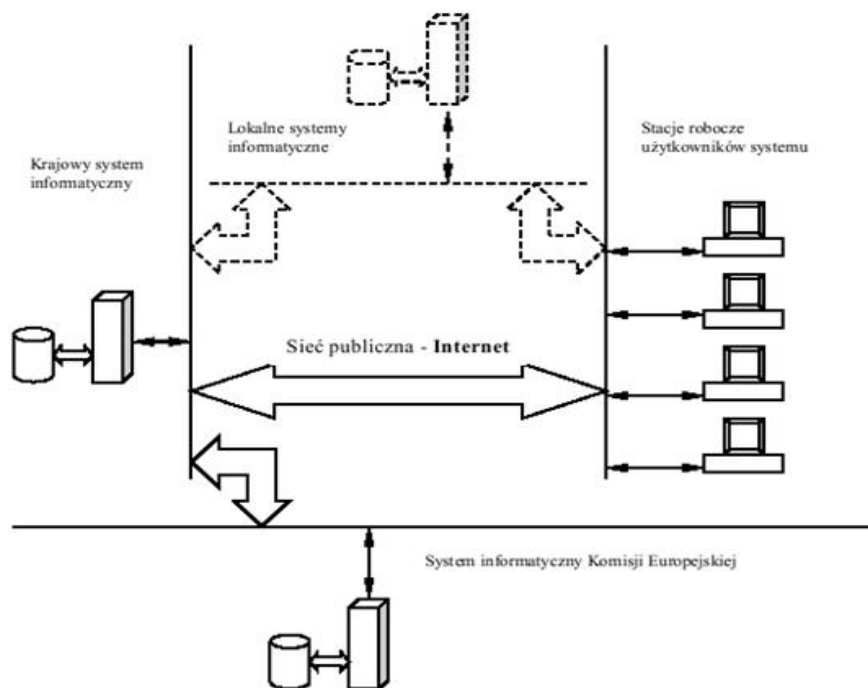 Lokalne systemy
informatyczne
Stacje robocze
użytkowników systemu
Krajowy system
informatyczny
Sieć publiczna - Internet
System informatyczny Komisji Europejskiej